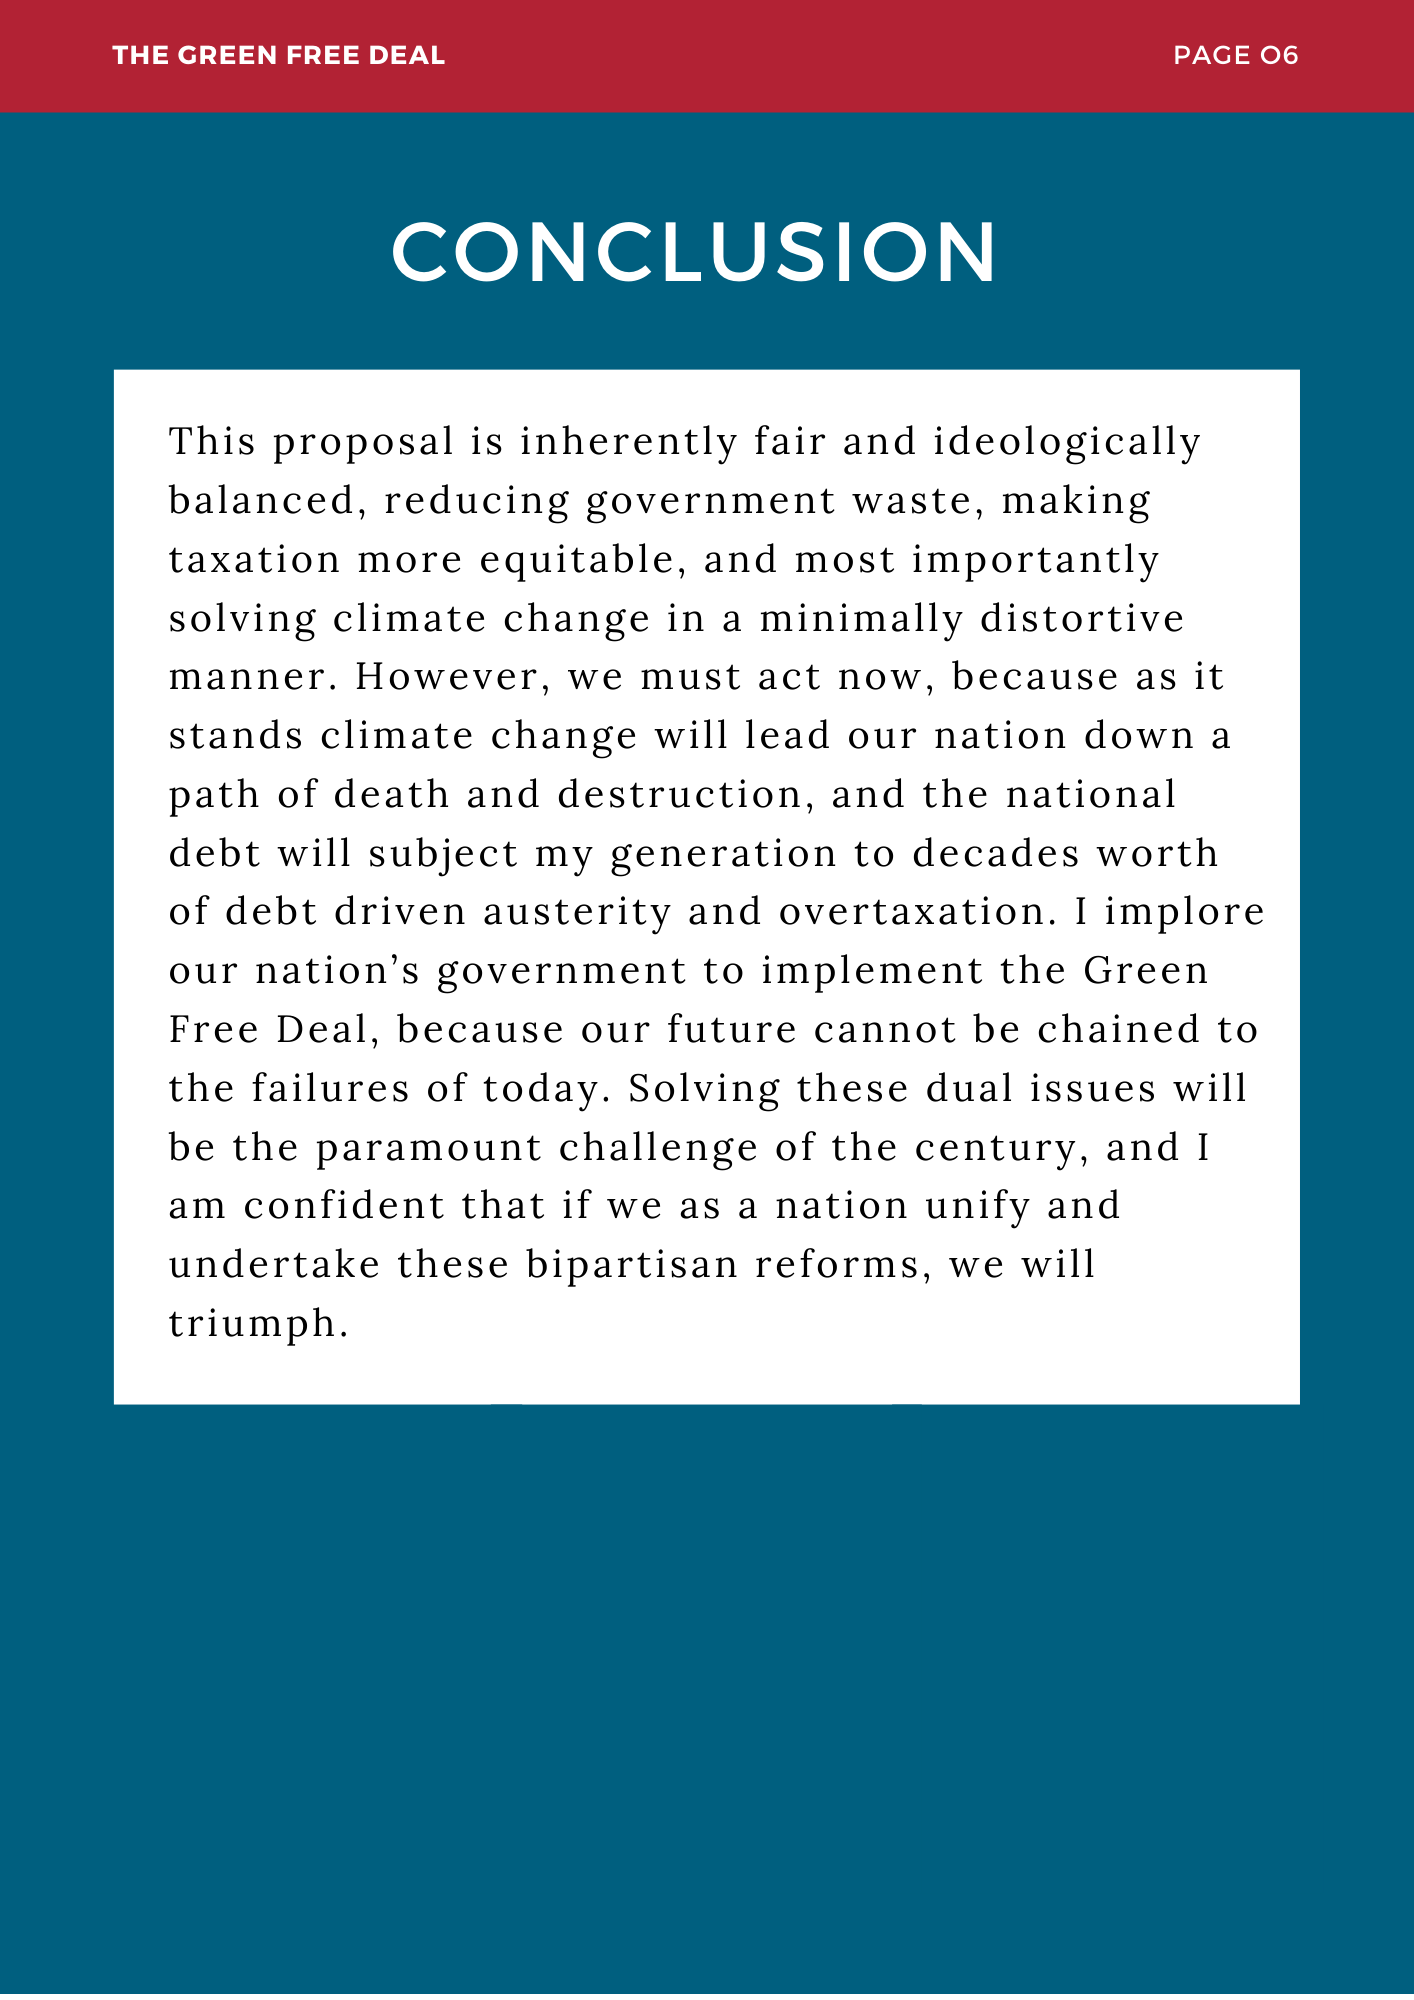 THE GREEN FREE DEAL
PAGE 06
CONCLUSION
This proposal is inherently fair and ideologically
balanced, reducing government waste, making
taxation more equitable, and most importantly
solving climate change in a minimally distortive
manner. However, we must act now, because as it
stands climate change will lead our nation down a
path of death and destruction, and the national
debt will subject my generation to decades worth
of debt driven austerity and overtaxation. I implore
our nation’s government to implement the Green
Free Deal, because our future cannot be chained to
the failures of today. Solving these dual issues will
be the paramount challenge of the century, and I
am confident that if we as a nation unify and
undertake these bipartisan reforms, we will
triumph.